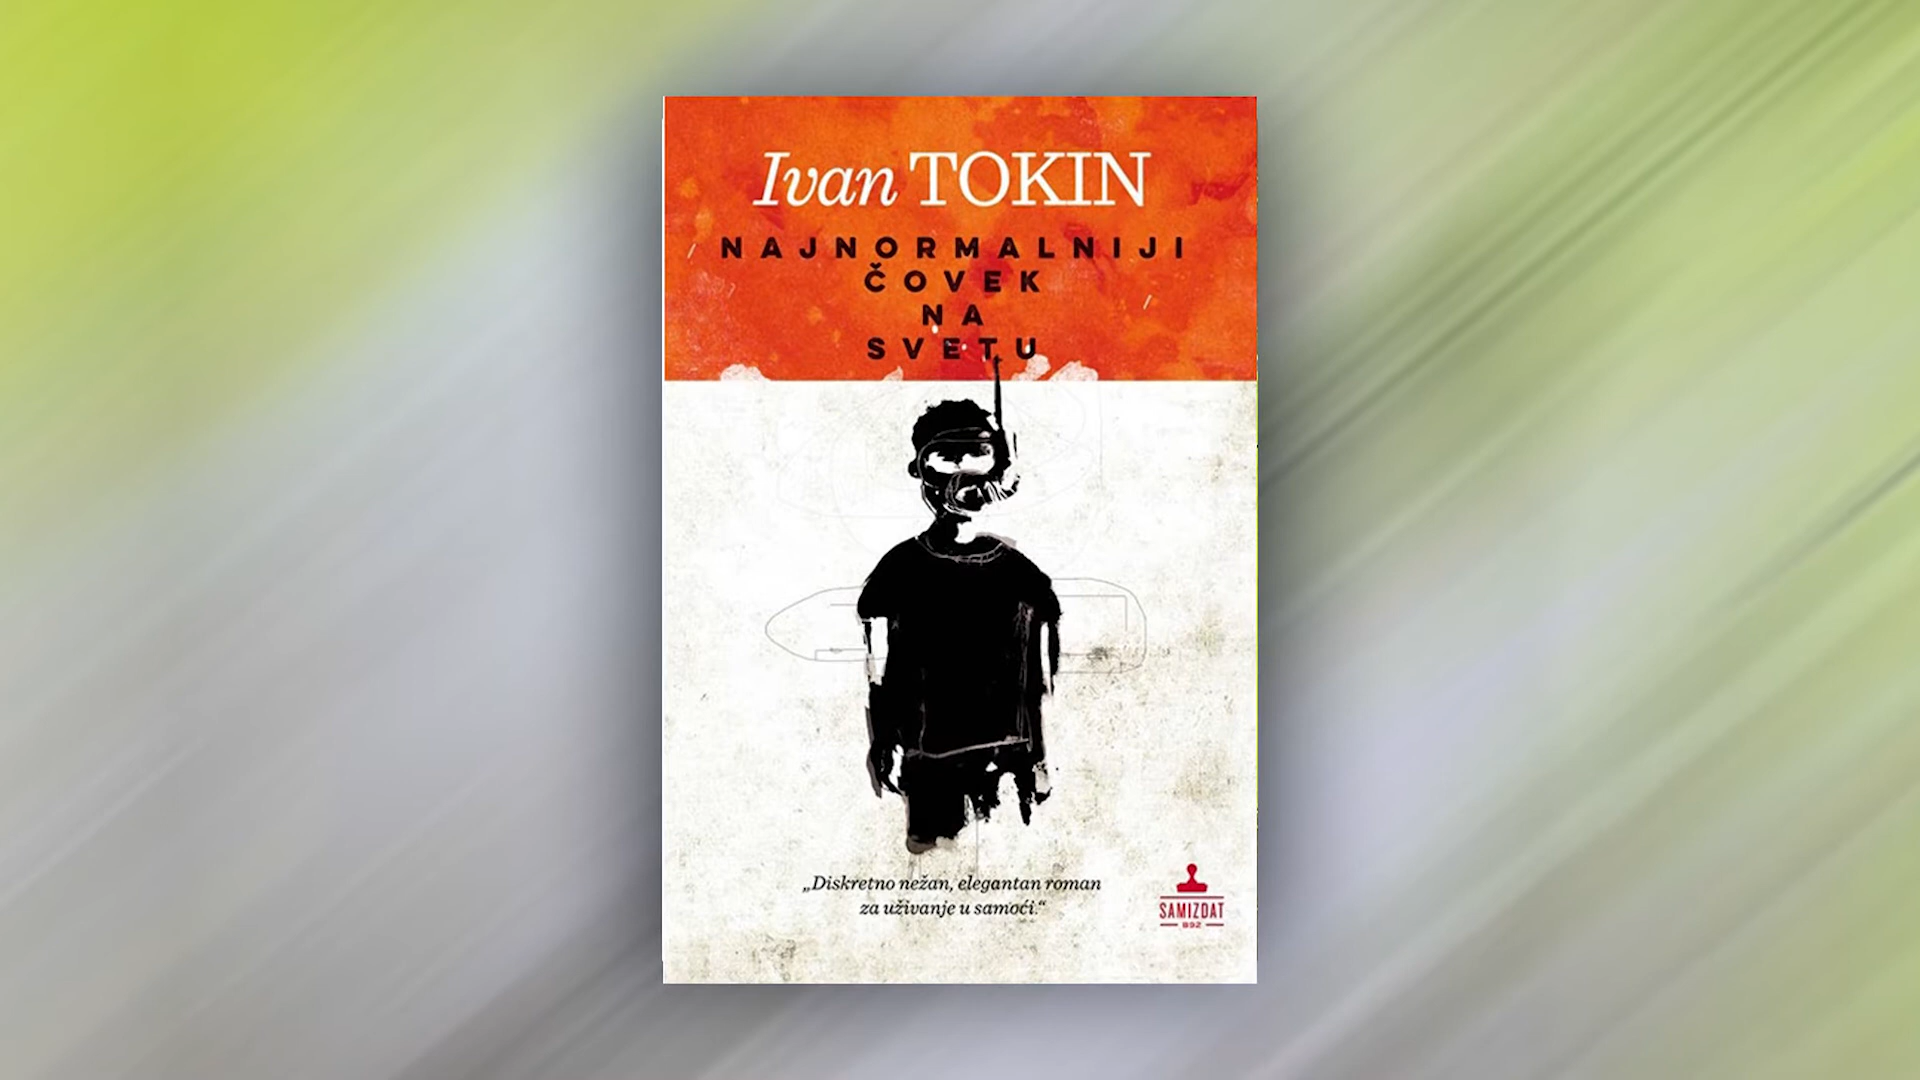 Ivan TOKIN
NAJNORMALNIJI
ČOVEK
NA
SVETU
„Diskretno nežan, elegantan roman
za uživanje u samoći.“
SAMIZDAT
B92